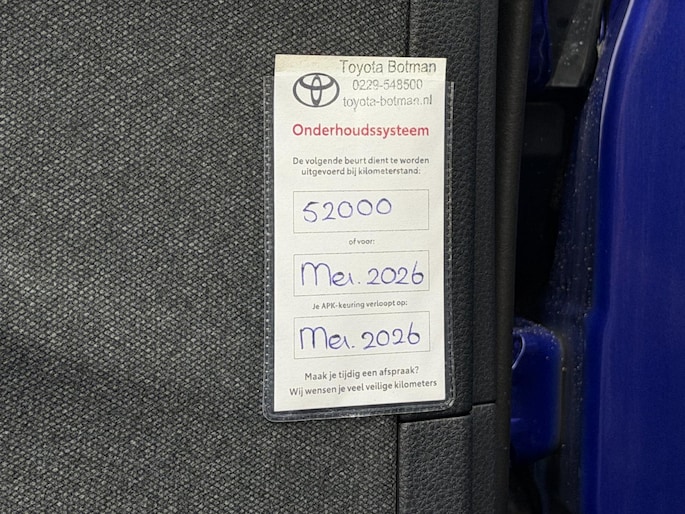 Toyota Botman
0229-548500
toyota-botman.nl
Onderhoudssysteem
De volgende beurt dient te worden
uitgevoerd bij kilometerstand:
52000
of voor:
Mei. 2026
Je APK-keuring verloopt op:
Mei. 2026
Maak je tijdig een afspraak?
Wij wensen je veel veilige kilometers